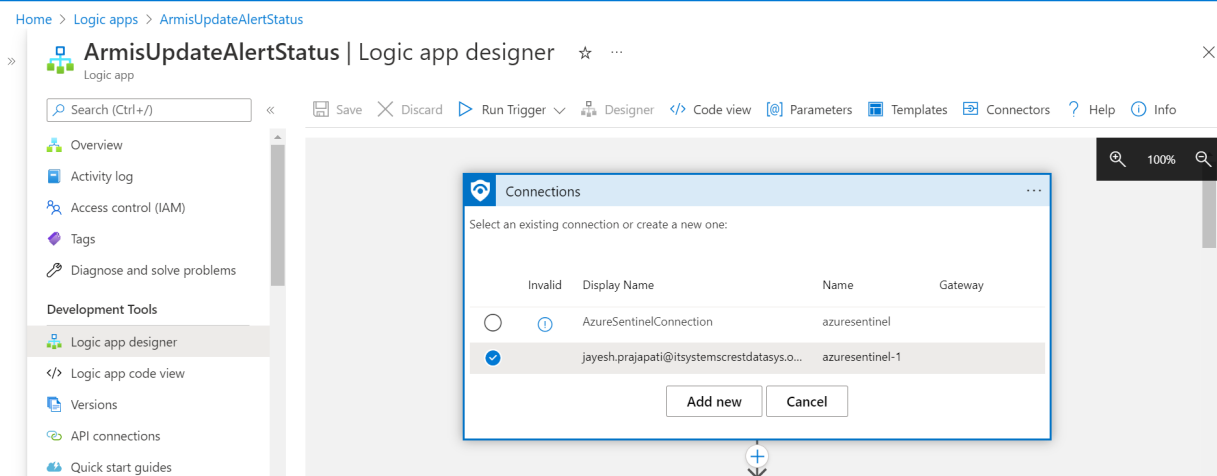 Home > Logic apps > ArmisUpdateAlertStatus
»
ArmisUpdateAlertStatus | Logic app designer ☆ ...
Logic app
Search (Ctrl+/) «
Overview
Activity log
Access control (IAM)
Tags
Diagnose and solve problems
Development Tools
Logic app designer
Logic app code view
Versions
API connections
Quick start guides
Save Discard Run Trigger Designer </> Code view [@] Parameters Templates Connectors ? Help Info
100%
Connections ...
Select an existing connection or create a new one:
Invalid Display Name Name Gateway
AzureSentinelConnection azuresentinel
jayesh.prajapati@itsystemscrestdatasys.o... azuresentinel-1
Add new Cancel